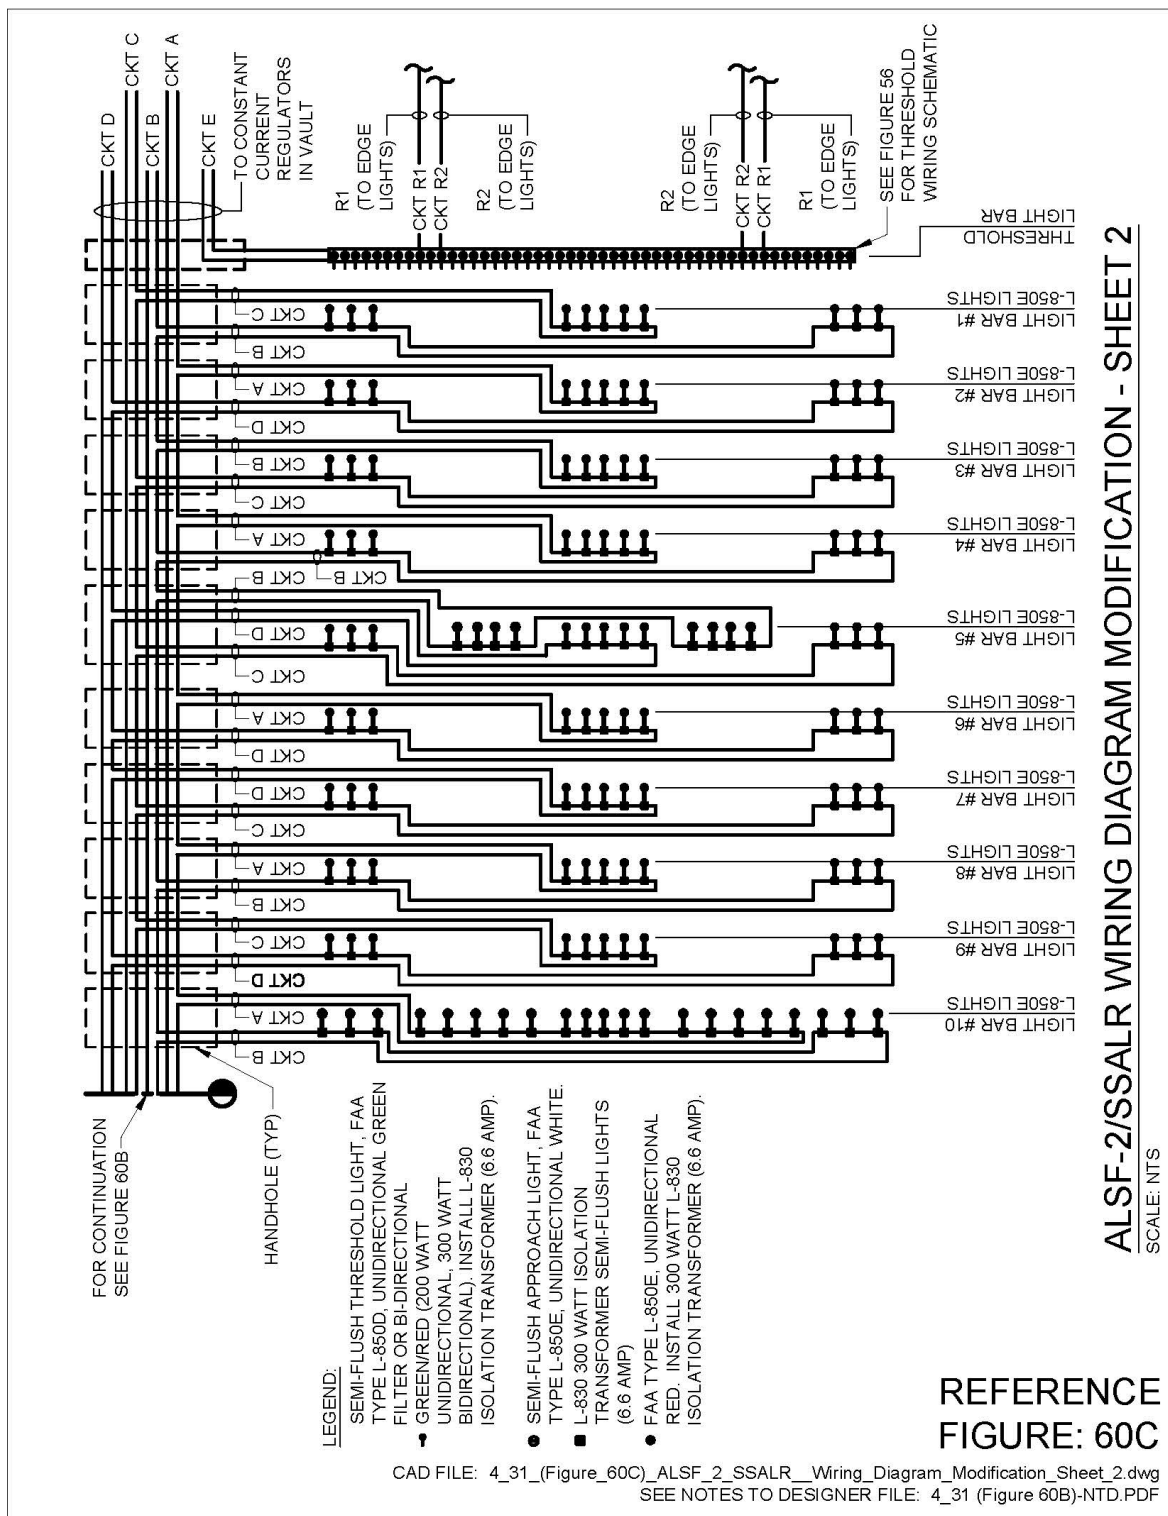 CKT D
CKT C
CKT B
CKT A
CKT E
TO CONSTANT
CURRENT
REGULATORS
IN VAULT
R1
(TO EDGE
LIGHTS)
CKT R1
CKT R2
R2
(TO EDGE
LIGHTS)
R2
(TO EDGE
LIGHTS)
CKT R2
CKT R1
R1
(TO EDGE
LIGHTS)
SEE FIGURE 56
FOR THRESHOLD
WIRING SCHEMATIC
THRESHOLD
LIGHT BAR
CKT C
CKT B
LIGHT BAR #1
L-850E LIGHTS
CKT A
CKT D
LIGHT BAR #2
L-850E LIGHTS
CKT B
CKT C
LIGHT BAR #3
L-850E LIGHTS
CKT A
CKT B
LIGHT BAR #4
L-850E LIGHTS
CKT B
CKT D
CKT C
LIGHT BAR #5
L-850E LIGHTS
CKT A
CKT D
LIGHT BAR #6
L-850E LIGHTS
CKT D
CKT C
LIGHT BAR #7
L-850E LIGHTS
CKT A
CKT B
LIGHT BAR #8
L-850E LIGHTS
CKT C
CKT D
LIGHT BAR #9
L-850E LIGHTS
CKT A
CKT B
LIGHT BAR #10
L-850E LIGHTS
FOR CONTINUATION
SEE FIGURE 60B
HANDHOLE (TYP)
LEGEND:
SEMI-FLUSH THRESHOLD LIGHT, FAA
TYPE L-850D, UNIDIRECTIONAL GREEN
FILTER OR BI-DIRECTIONAL
GREEN/RED (200 WATT
UNIDIRECTIONAL, 300 WATT
BIDIRECTIONAL). INSTALL L-830
ISOLATION TRANSFORMER (6.6 AMP).
SEMI-FLUSH APPROACH LIGHT, FAA
TYPE L-850E, UNIDIRECTIONAL WHITE.
L-830 300 WATT ISOLATION
TRANSFORMER SEMI-FLUSH LIGHTS
(6.6 AMP)
FAA TYPE L-850E, UNIDIRECTIONAL
RED. INSTALL 300 WATT L-830
ISOLATION TRANSFORMER (6.6 AMP).
ALSF-2/SSALR WIRING DIAGRAM MODIFICATION - SHEET 2
SCALE: NTS
REFERENCE
FIGURE: 60C
CAD FILE: 4_31_(Figure_60C)_ALSF_2_SSALR__Wiring_Diagram_Modification_Sheet_2.dwg
SEE NOTES TO DESIGNER FILE: 4_31 (Figure 60B)-NTD.PDF